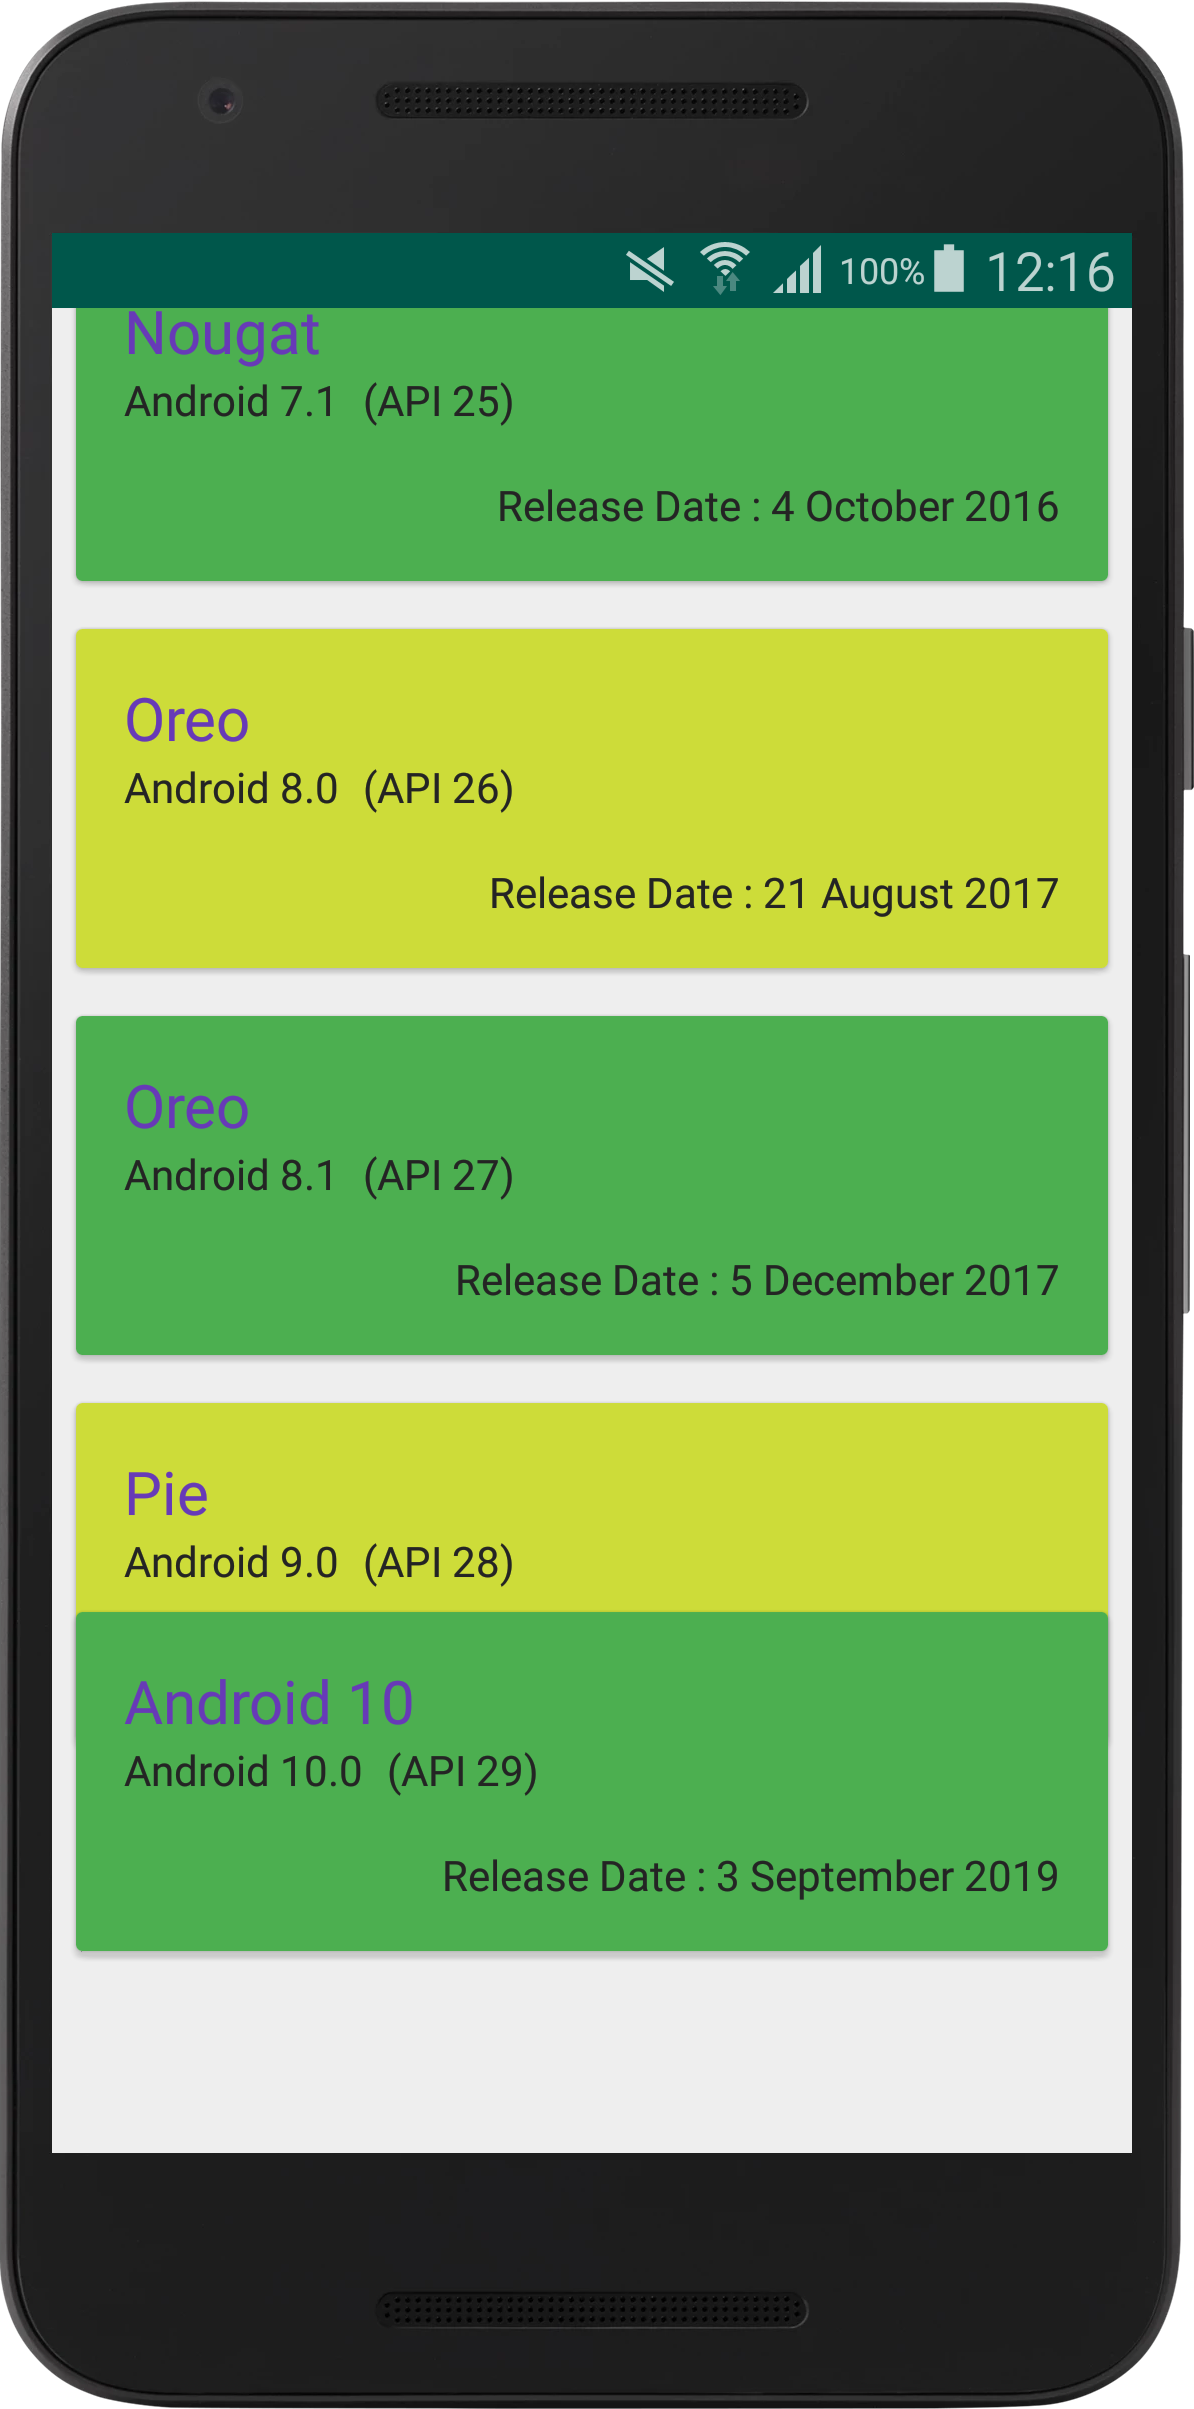 100% 12:16
Nougat
Android 7.1 (API 25)
Release Date : 4 October 2016
Oreo
Android 8.0 (API 26)
Release Date : 21 August 2017
Oreo
Android 8.1 (API 27)
Release Date : 5 December 2017
Pie
Android 9.0 (API 28)
Android 10
Android 10.0 (API 29)
Release Date : 3 September 2019